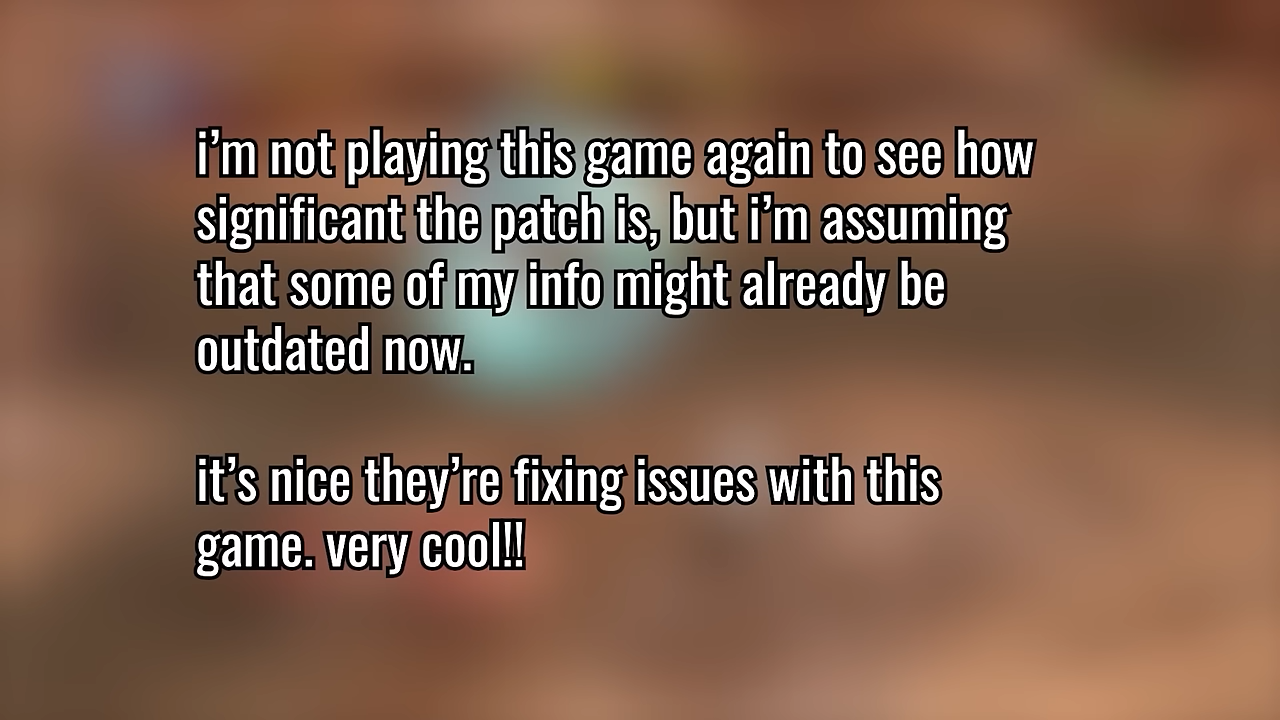 i’m not playing this game again to see how
significant the patch is, but i’m assuming
that some of my info might already be
outdated now.
it’s nice they’re fixing issues with this
game. very cool!!